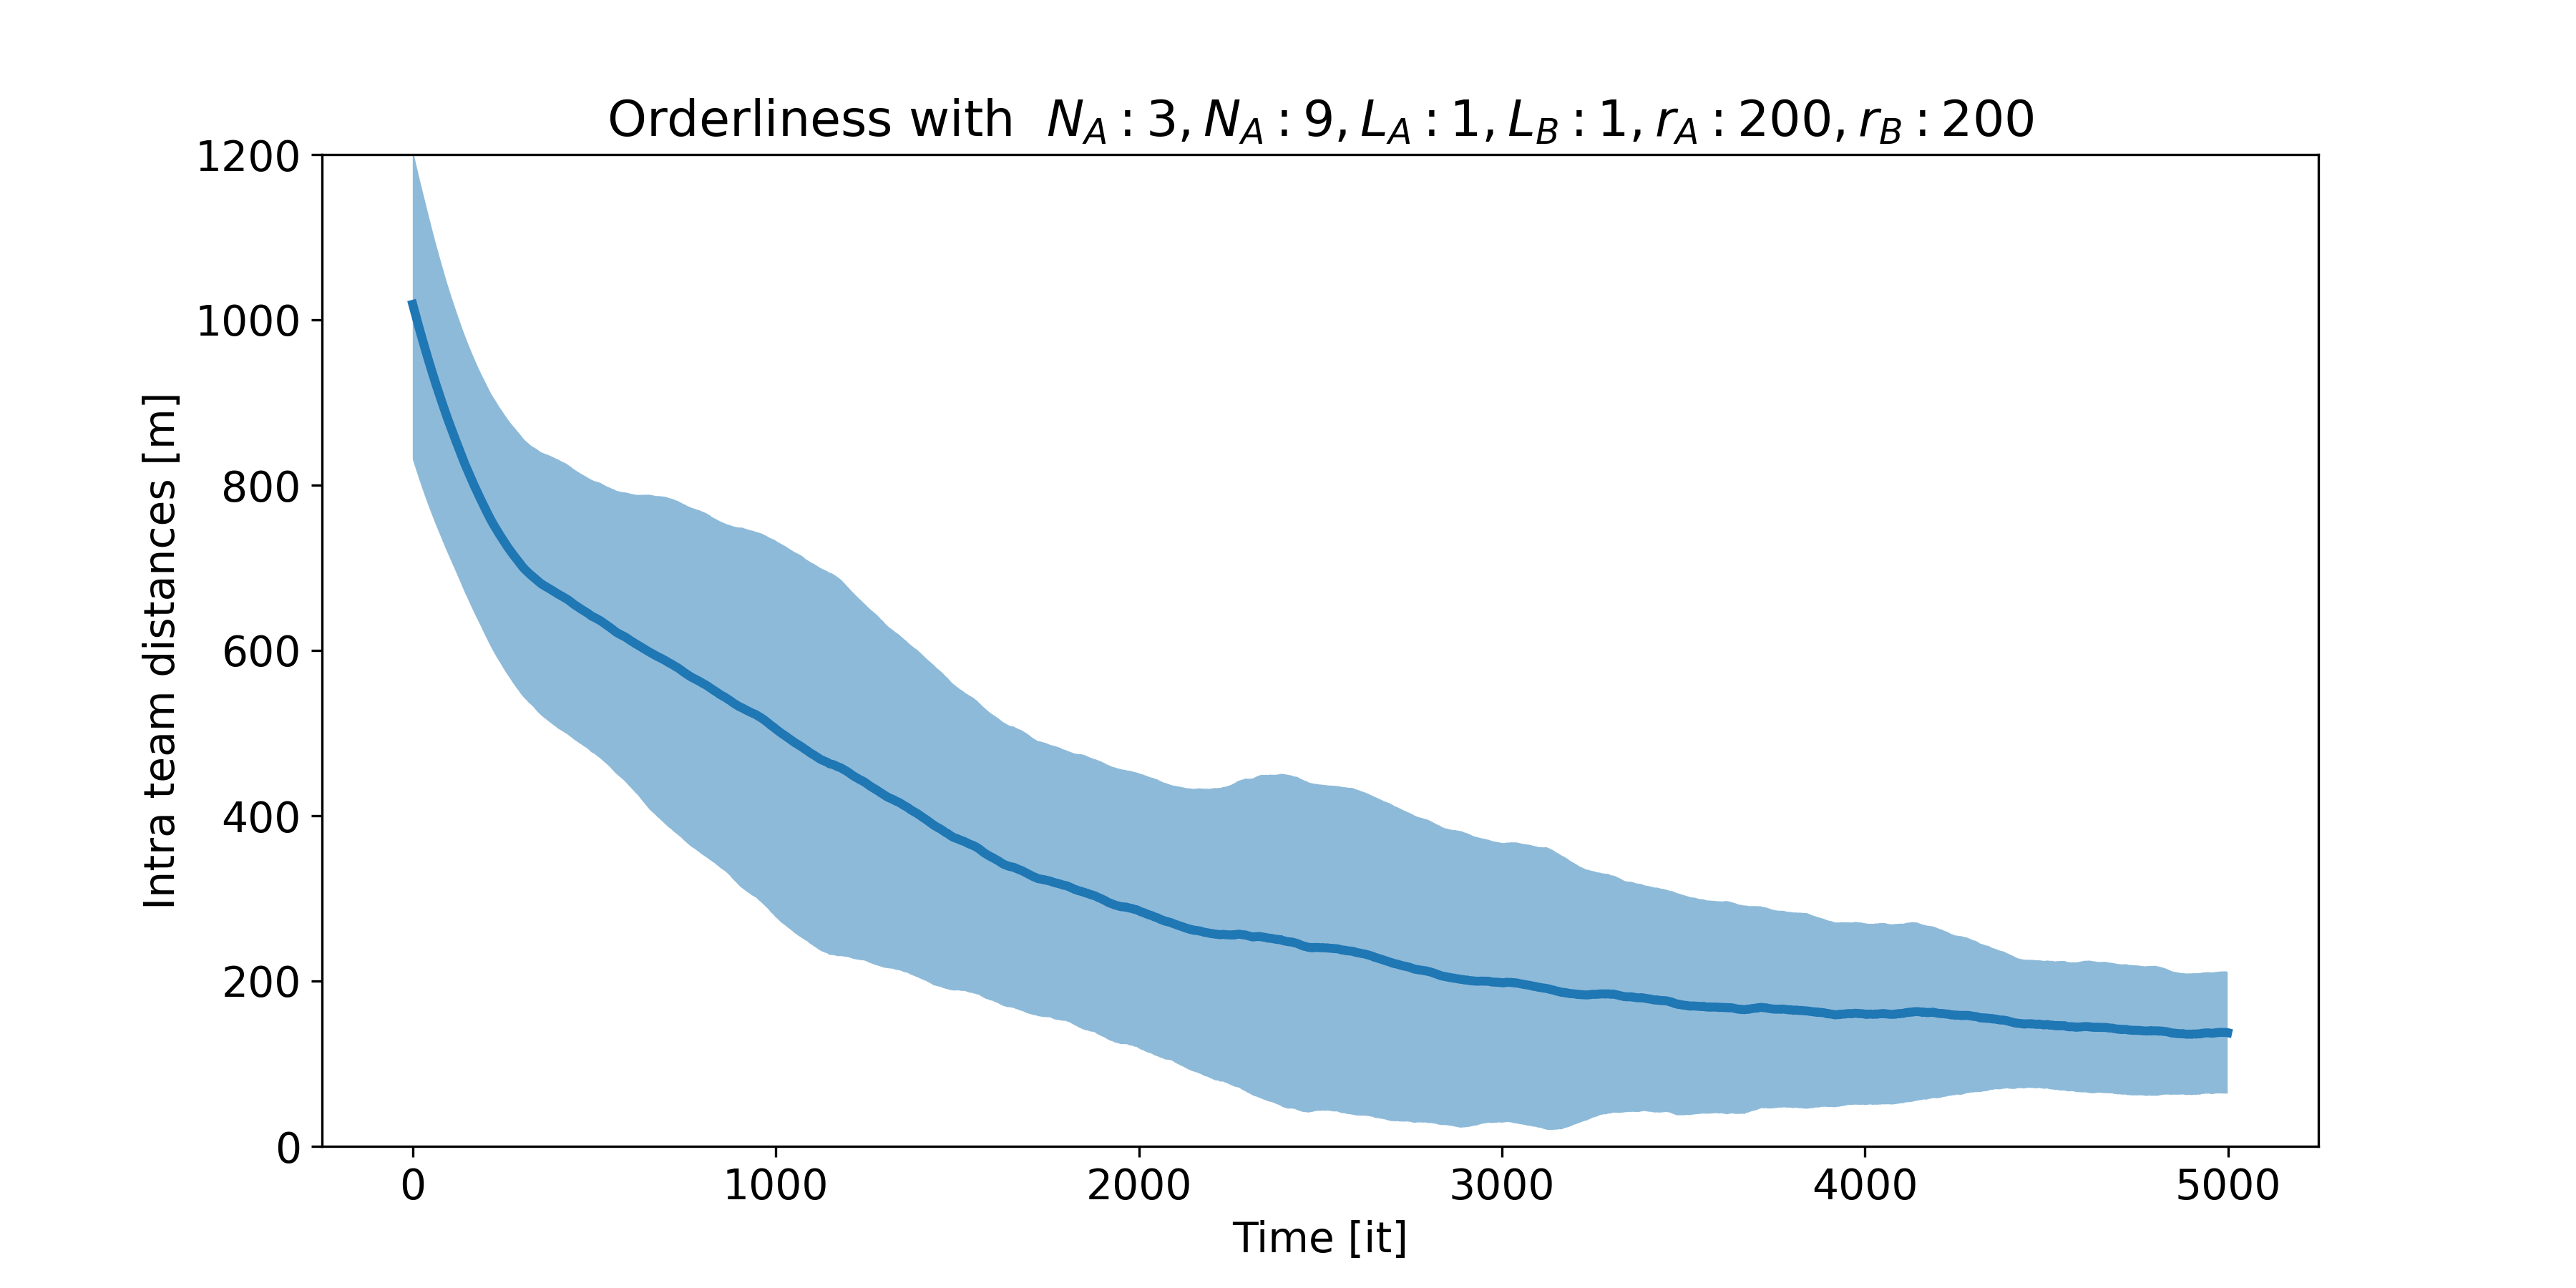 Orderliness with N_A : 3, N_A : 9, L_A : 1, L_B : 1, r_A : 200, r_B : 200
1200
1000
800
600
400
200
0
Intra team distances [m]
0 1000 2000 3000 4000 5000
Time [it]